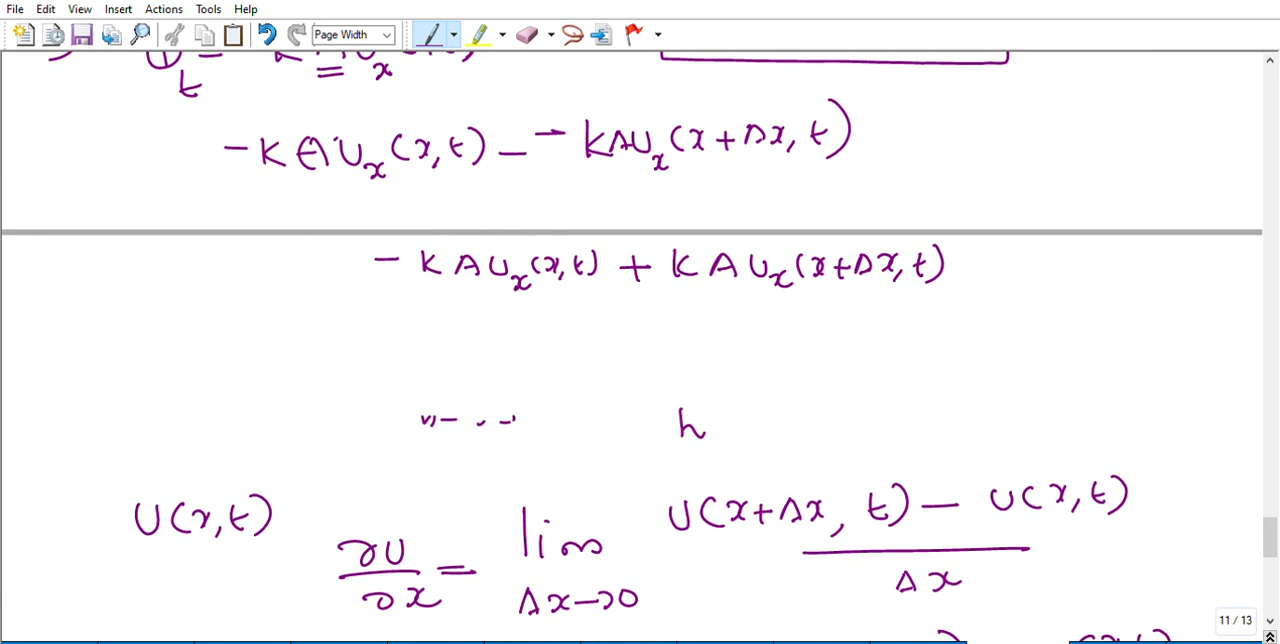 File Edit View Insert Actions Tools Help
Page Width
t = x
-KAU_x(x,t) - -KAU_x(x+Δx, t)
-KAU_x(x,t) + KAU_x(x+Δx, t)
h
U(x,t)
∂U/∂x = lim Δx→0 U(x+Δx, t) - U(x,t) / Δx
11 / 13